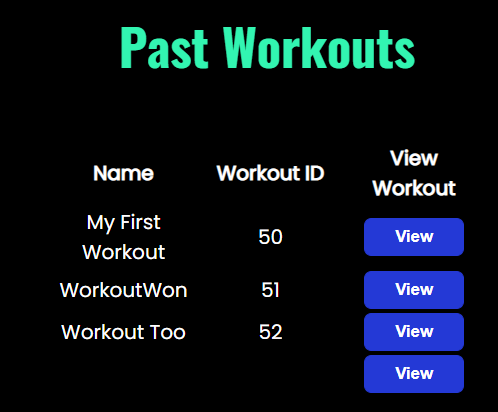 Past Workouts
Name Workout ID View Workout
My First Workout 50 View
WorkoutWon 51 View
Workout Too 52 View
View